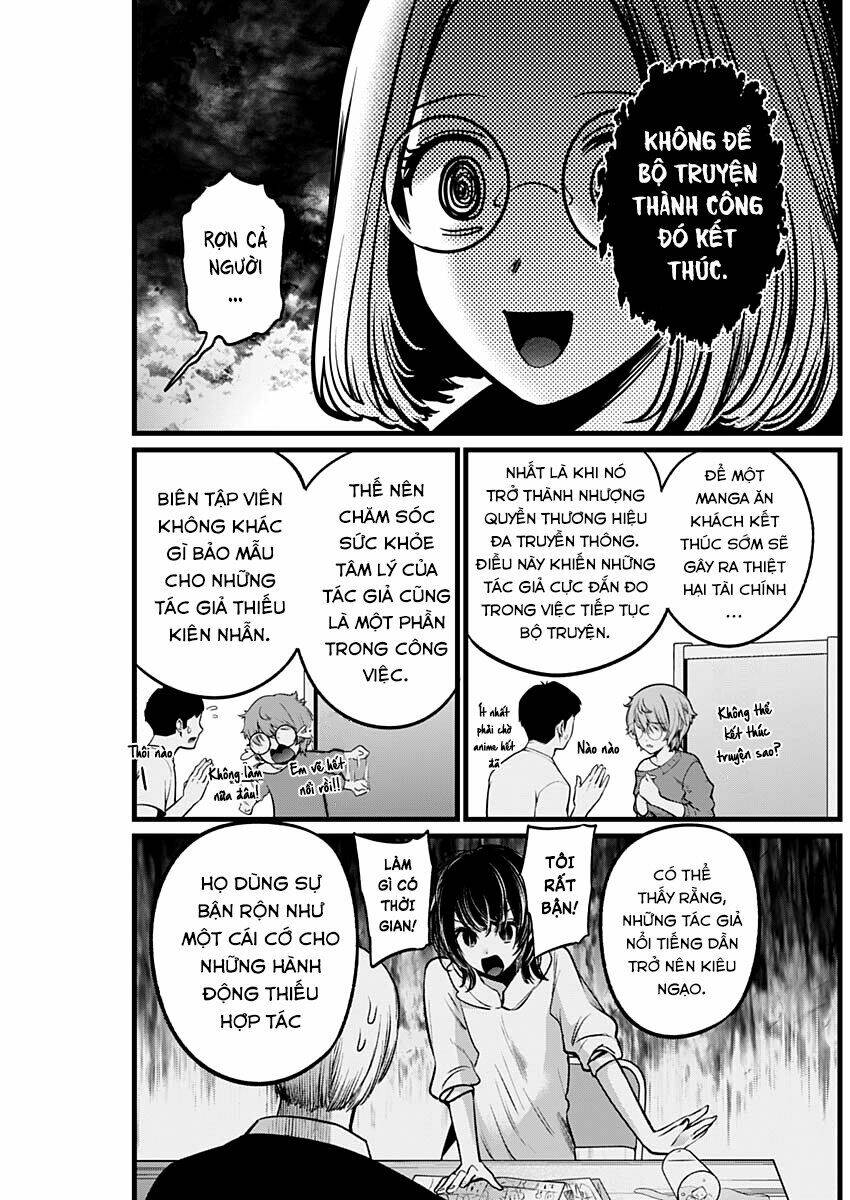 KHÔNG ĐỂ
BỘ TRUYỆN
THÀNH CÔNG
ĐÓ KẾT
THÚC.
RỢN CẢ
NGƯỜI
...
ĐỂ MỘT
MANGA ĂN
KHÁCH KẾT
THÚC SỚM SẼ
GÂY RA THIỆT
HẠI TÀI CHÍNH
...
NHẤT LÀ KHI NÓ
TRỞ THÀNH NHƯỢNG
QUYỀN THƯƠNG HIỆU
ĐA TRUYỀN THÔNG.
ĐIỀU NÀY KHIẾN NHỮNG
TÁC GIẢ CỰC ĐẮN ĐO
TRONG VIỆC TIẾP TỤC
BỘ TRUYỆN.
Không thể
kết thúc
truyện sao?
Nào nào
Ít nhất
phải chờ
anime hết
đã
THẾ NÊN
CHĂM SÓC
SỨC KHỎE
TÂM LÝ CỦA
TÁC GIẢ CŨNG
LÀ MỘT PHẦN
TRONG CÔNG
VIỆC.
BIÊN TẬP VIÊN
KHÔNG KHÁC
GÌ BẢO MẪU
CHO NHỮNG
TÁC GIẢ THIẾU
KIÊN NHẪN.
Em vẽ hết
nổi rồi!!
Không làm
nữa đâu!
Thôi nào
CÓ THỂ
THẤY RẰNG,
NHỮNG TÁC GIẢ
NỔI TIẾNG DẦN
TRỞ NÊN KIÊU
NGẠO.
TÔI
RẤT
BẬN!
LÀM
GÌ CÓ
THỜI
GIAN!
HỌ DÙNG SỰ
BẬN RỘN NHƯ
MỘT CÁI CỚ CHO
NHỮNG HÀNH
ĐỘNG THIẾU
HỢP TÁC